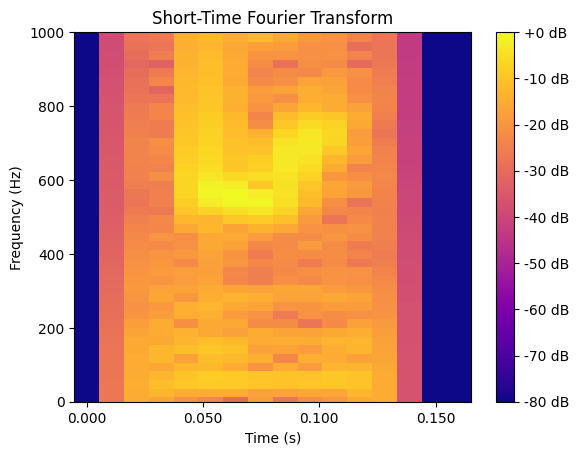 Short-Time Fourier Transform
1000
800
600
400
200
0
Frequency (Hz)
0.000
0.050
0.100
0.150
Time (s)
+0 dB
-10 dB
-20 dB
-30 dB
-40 dB
-50 dB
-60 dB
-70 dB
-80 dB